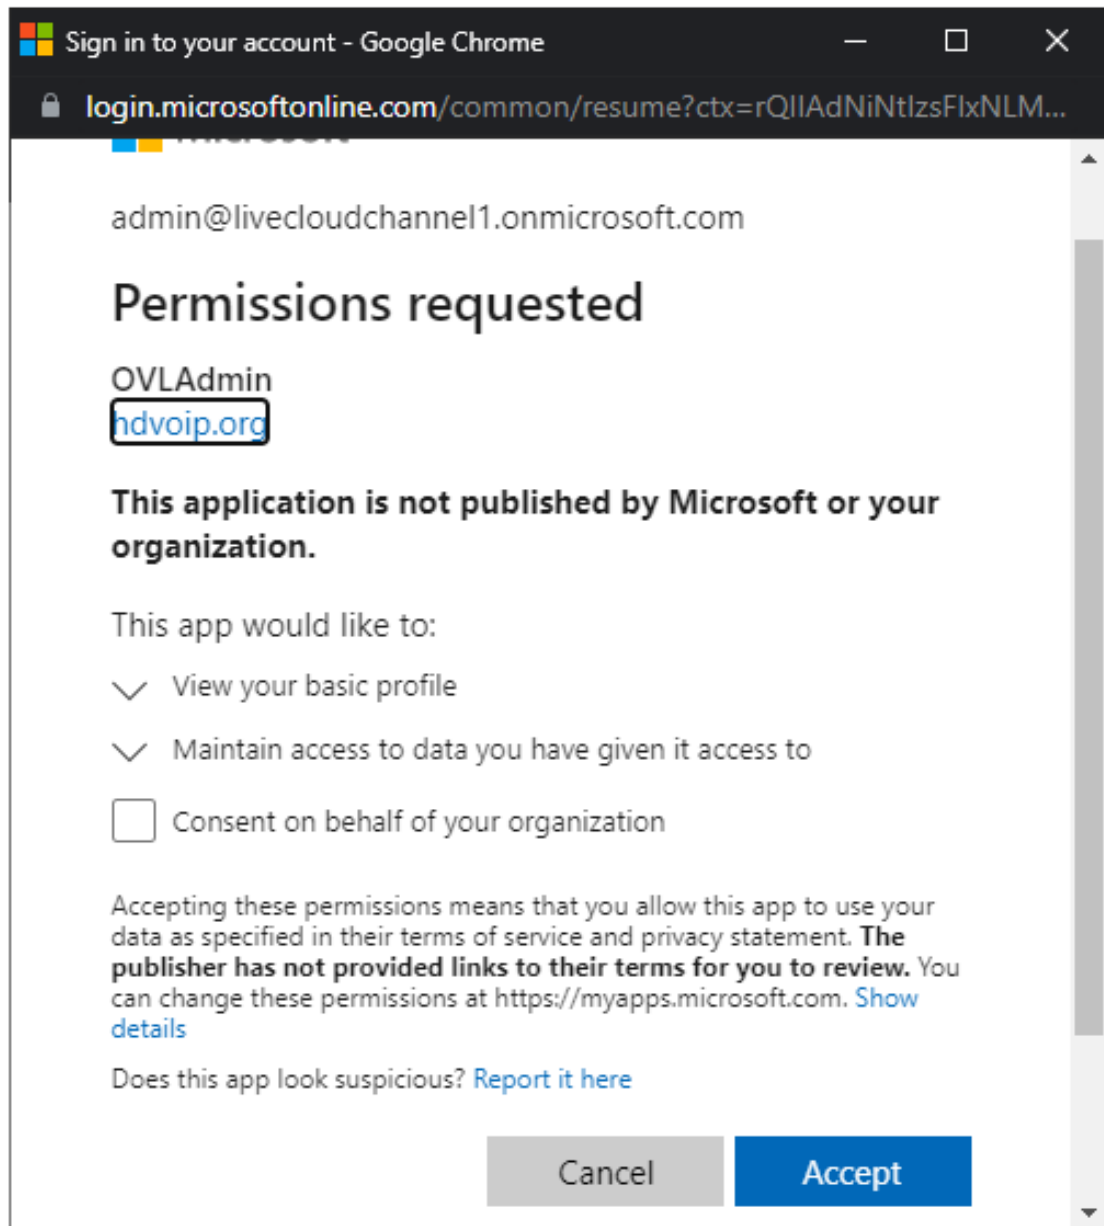 Sign in to your account - Google Chrome
login.microsoftonline.com/common/resume?ctx=rQIIAdNiNtIzsFIxNLM...
Microsoft
admin@livecloudchannel1.onmicrosoft.com
Permissions requested
OVLAdmin
hdvoip.org
This application is not published by Microsoft or your
organization.
This app would like to:
View your basic profile
Maintain access to data you have given it access to
Consent on behalf of your organization
Accepting these permissions means that you allow this app to use your
data as specified in their terms of service and privacy statement. The
publisher has not provided links to their terms for you to review. You
can change these permissions at https://myapps.microsoft.com. Show
details
Does this app look suspicious? Report it here
Cancel
Accept